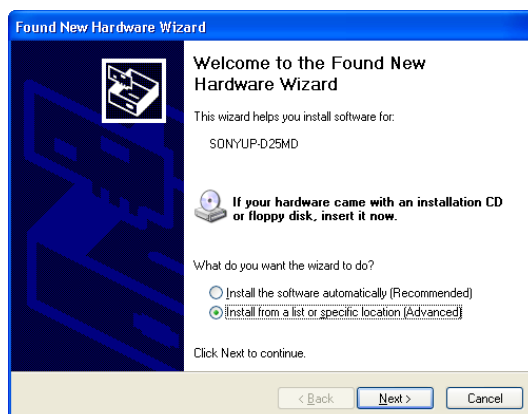 Found New Hardware Wizard
Welcome to the Found New
Hardware Wizard
This wizard helps you install software for:
SONYUP-D25MD
If your hardware came with an installation CD
or floppy disk, insert it now.
What do you want the wizard to do?
Install the software automatically (Recommended)
Install from a list or specific location (Advanced)
Click Next to continue.
< Back
Next >
Cancel